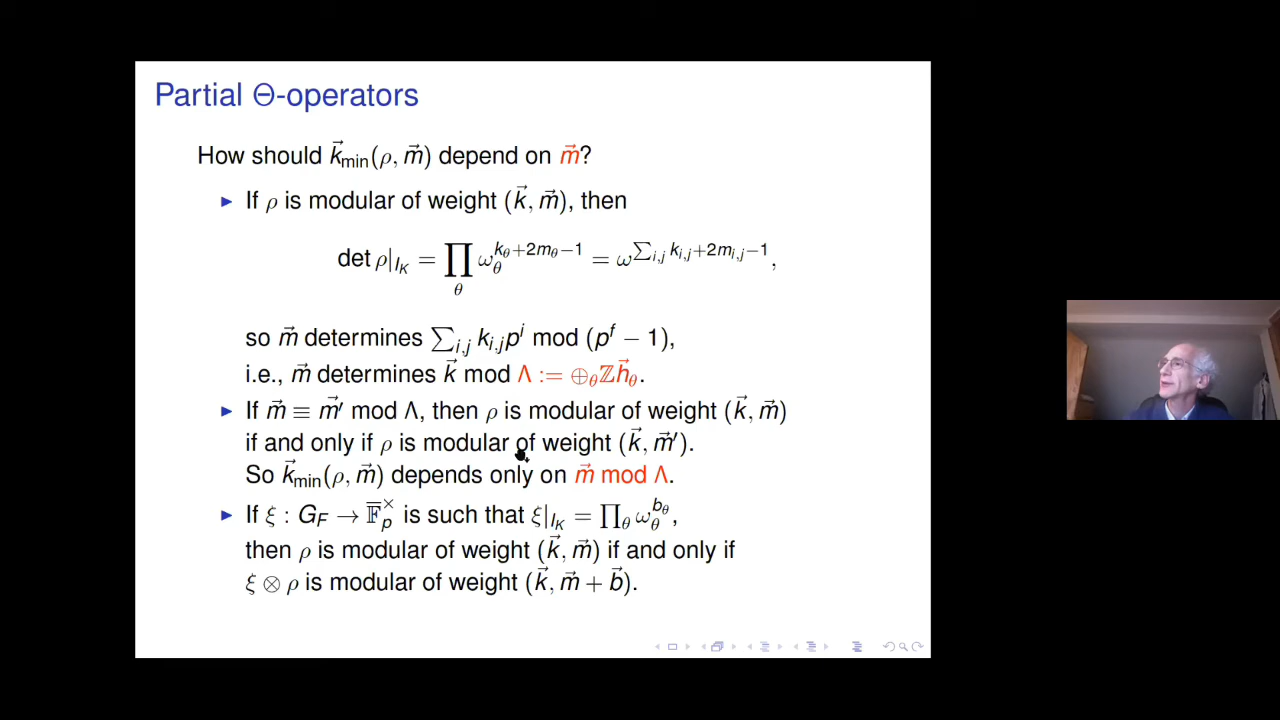 Partial Θ-operators
How should k⃗_min(ρ, m⃗) depend on m⃗?
▶ If ρ is modular of weight (k⃗, m⃗), then
det ρ|_{I_K} = ∏_θ ω_θ^{k_θ+2m_θ−1} = ω^{∑_{i,j} k_{i,j}+2m_{i,j}−1},
so m⃗ determines ∑_{i,j} k_{i,j}p^i mod (p^f − 1),
i.e., m⃗ determines k⃗ mod Λ := ⊕_θ ℤh⃗_θ.
▶ If m⃗ ≡ m⃗′ mod Λ, then ρ is modular of weight (k⃗, m⃗)
if and only if ρ is modular of weight (k⃗, m⃗′).
So k⃗_min(ρ, m⃗) depends only on m⃗ mod Λ.
▶ If ξ : G_F → F̅_p^× is such that ξ|_{I_K} = ∏_θ ω_θ^{b_θ},
then ρ is modular of weight (k⃗, m⃗) if and only if
ξ ⊗ ρ is modular of weight (k⃗, m⃗ + b⃗).